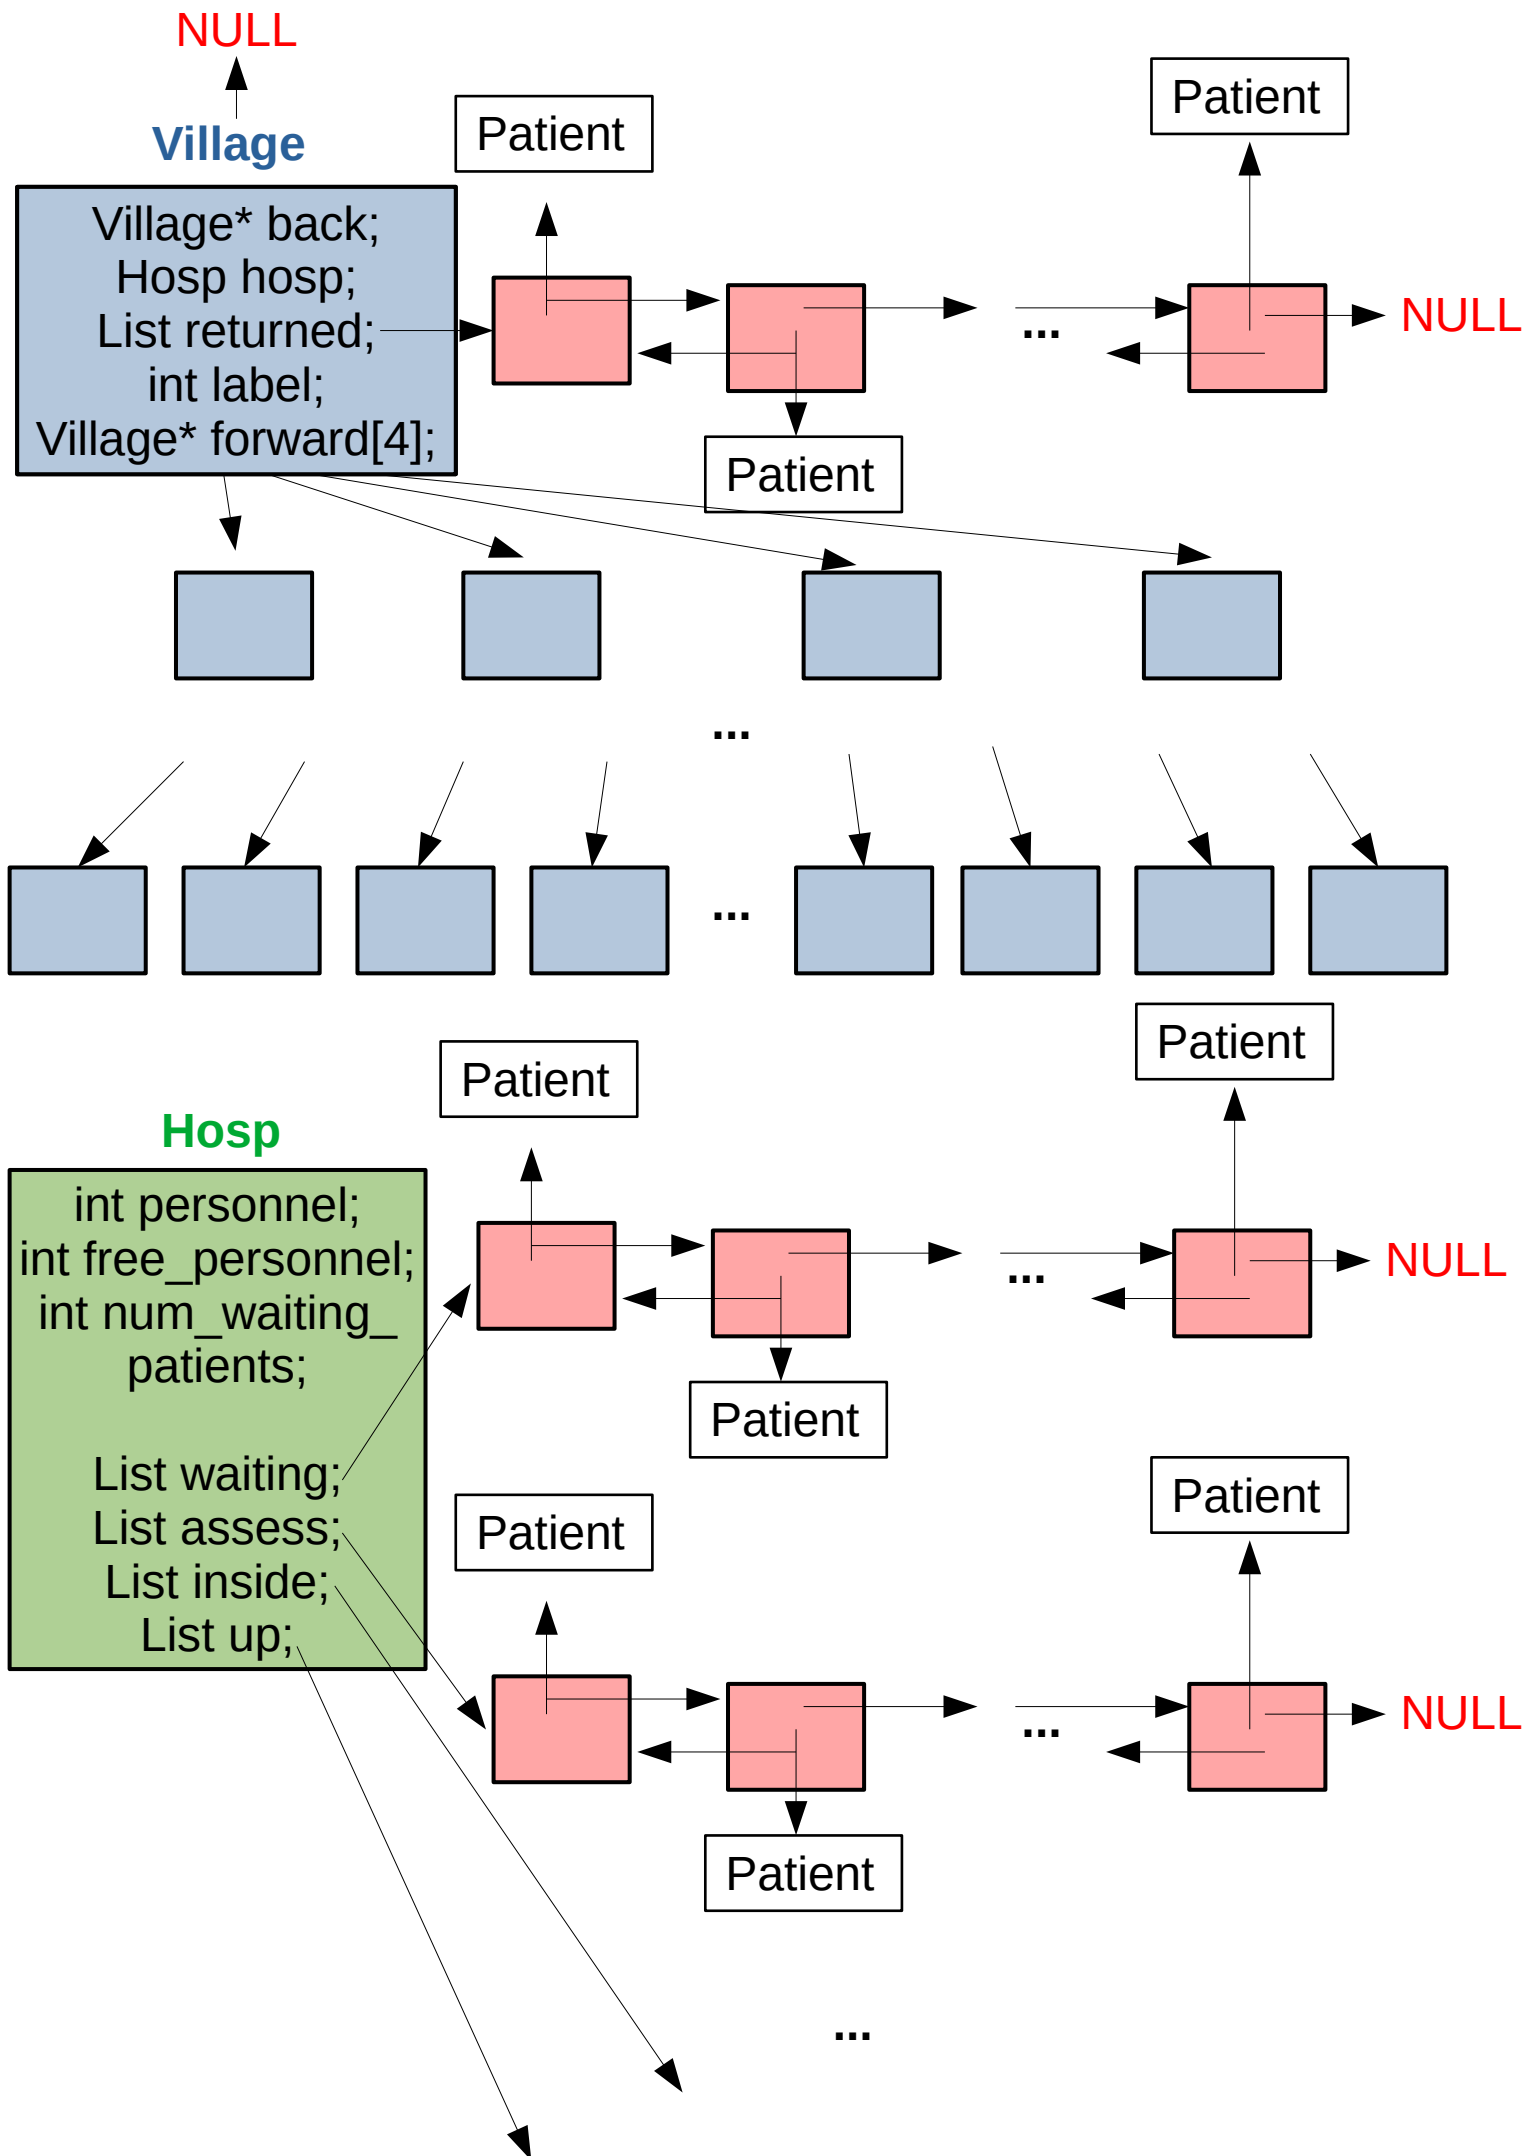 NULL
Village
Village* back;
Hosp hosp;
List returned;
int label;
Village* forward[4];
Patient
Patient
...
NULL
Patient
...
...
Hosp
int personnel;
int free_personnel;
int num_waiting_
patients;
List waiting;
List assess;
List inside;
List up;
Patient
Patient
...
NULL
Patient
Patient
Patient
...
NULL
Patient
...